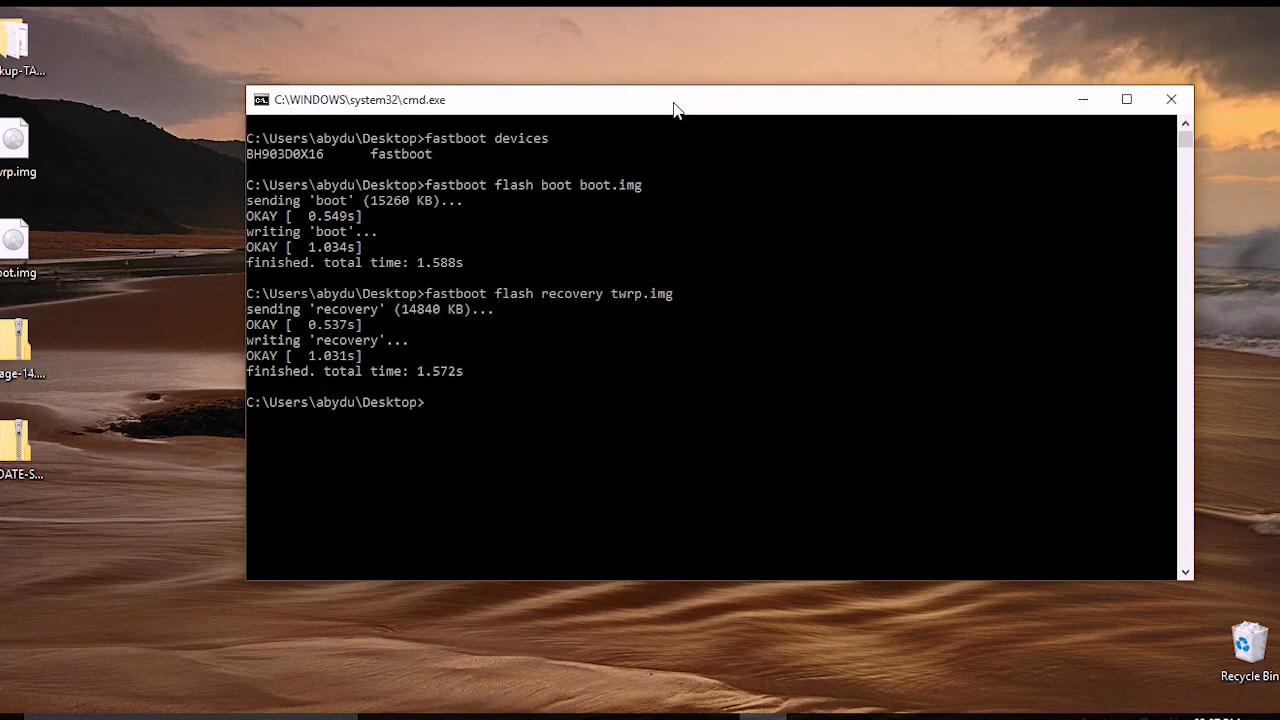 C:\WINDOWS\system32\cmd.exe
C:\Users\abydu\Desktop>fastboot devices
BH903D0X16      fastboot
C:\Users\abydu\Desktop>fastboot flash boot boot.img
sending 'boot' (15260 KB)...
OKAY [  0.549s]
writing 'boot'...
OKAY [  1.034s]
finished. total time: 1.588s
C:\Users\abydu\Desktop>fastboot flash recovery twrp.img
sending 'recovery' (14840 KB)...
OKAY [  0.537s]
writing 'recovery'...
OKAY [  1.031s]
finished. total time: 1.572s
C:\Users\abydu\Desktop>
kup-TA...
vrp.img
oot.img
age-14....
DATE-S...
Recycle Bin